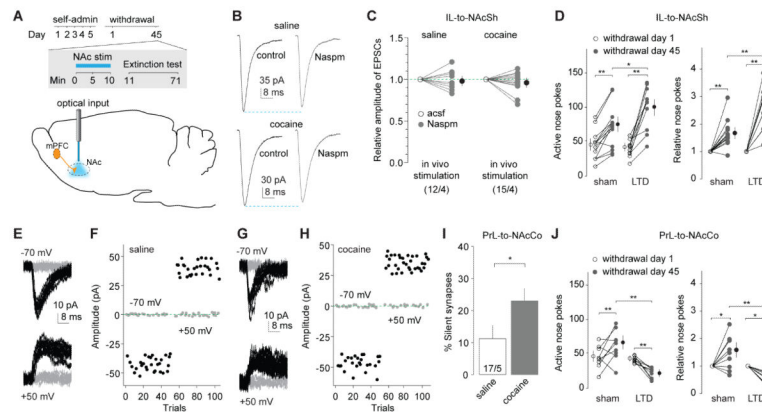 A
self-admin
withdrawal
Day
1 2 3 4 5
1
45
NAc stim
Extinction test
Min
0
5
10
11
71
optical input
mPFC
NAc
B
saline
control
Naspm
35 pA
8 ms
cocaine
control
Naspm
30 pA
8 ms
C
IL-to-NAcSh
saline
cocaine
Relative amplitude of EPSCs
1.5
1.0
0.5
0.0
acsf
Naspm
in vivo
stimulation
(12/4)
in vivo
stimulation
(15/4)
D
IL-to-NAcSh
withdrawal day 1
withdrawal day 45
Active nose pokes
150
100
50
0
**
*
**
sham
LTD
Relative nose pokes
5
4
3
2
1
0
**
**
**
sham
LTD
E
-70 mV
10 pA
8 ms
+50 mV
F
saline
Amplitude (pA)
50
25
0
-25
-50
-70 mV
+50 mV
0 20 40 60 80 100
Trials
G
-70 mV
10 pA
8 ms
+50 mV
H
cocaine
50
25
0
-25
-50
-70 mV
+50 mV
0 20 40 60 80 100
Trials
I
PrL-to-NAcCo
% Silent synapses
40
30
20
10
0
*
17/5
saline
cocaine
J
PrL-to-NAcCo
withdrawal day 1
withdrawal day 45
Active nose pokes
150
100
50
0
**
**
**
sham
LTD
Relative nose pokes
4
3
2
1
0
*
**
*
sham
LTD